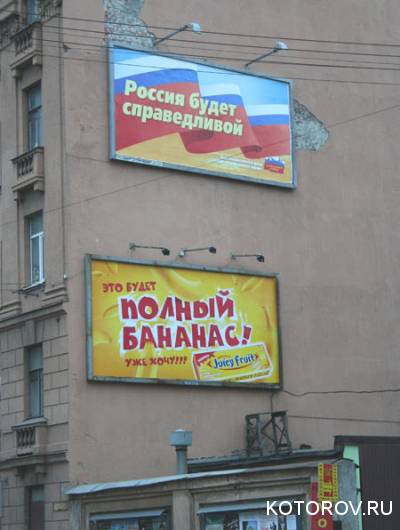 Россия будет
справедливой
ЭТО БУДЕТ
ПОЛНЫЙ
БАНАНАС!
УЖЕ ХОЧУ!!!
Juicy Fruit
KOTOROV.RU